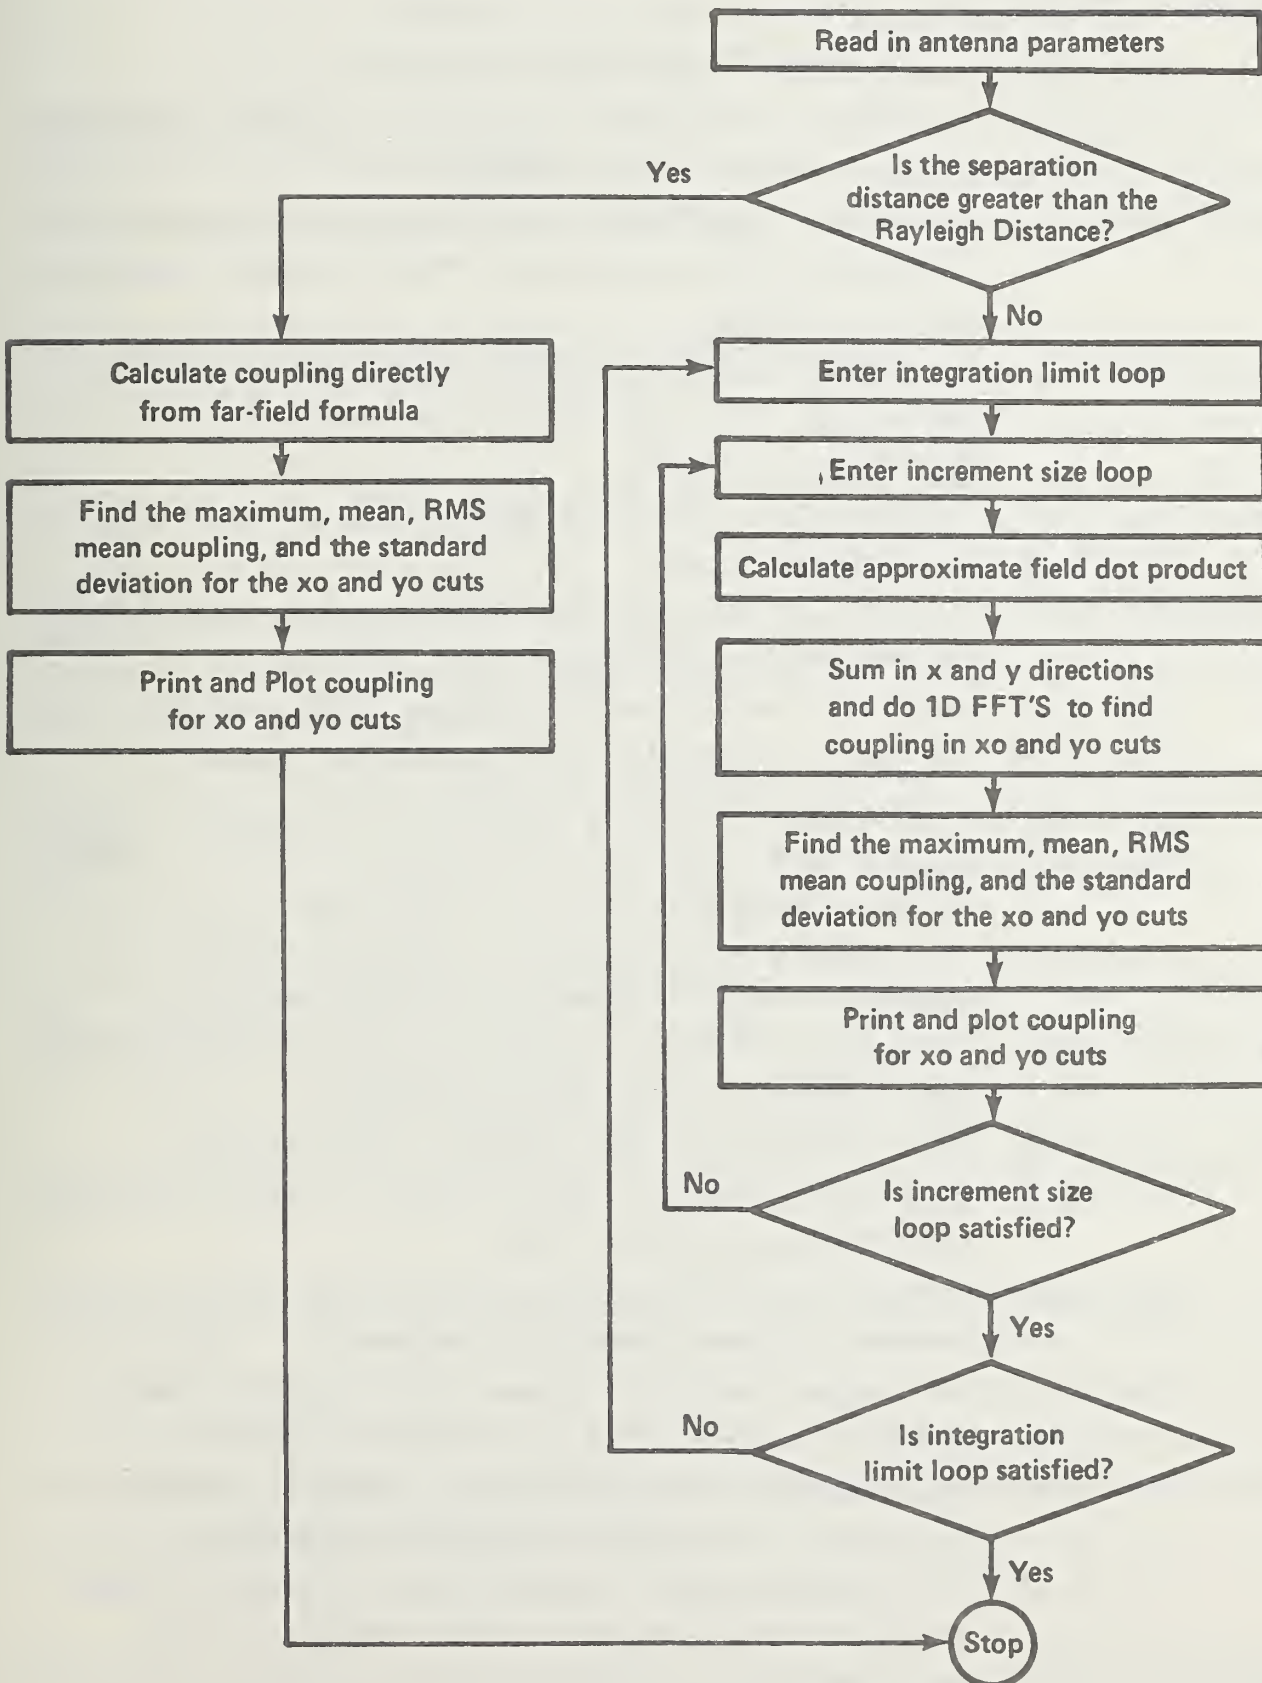 Read in antenna parameters
Is the separation
distance greater than the
Rayleigh Distance?
Yes
No
Calculate coupling directly
from far-field formula
Find the maximum, mean, RMS
mean coupling, and the standard
deviation for the xo and yo cuts
Print and Plot coupling
for xo and yo cuts
Enter integration limit loop
Enter increment size loop
Calculate approximate field dot product
Sum in x and y directions
and do 1D FFT'S to find
coupling in xo and yo cuts
Find the maximum, mean, RMS
mean coupling, and the standard
deviation for the xo and yo cuts
Print and plot coupling
for xo and yo cuts
Is increment size
loop satisfied?
No
Yes
Is integration
limit loop satisfied?
No
Yes
Stop